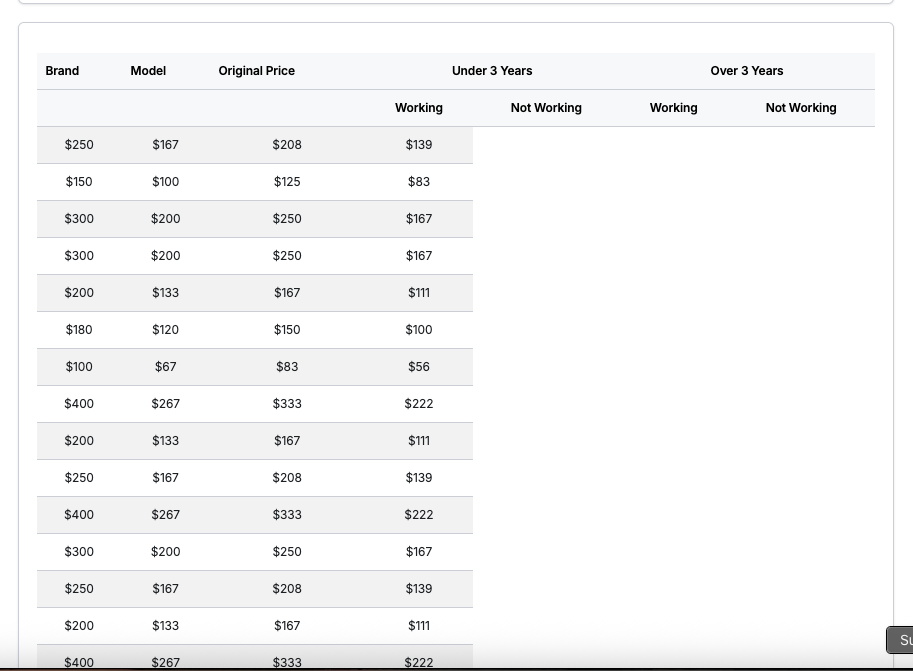 Brand Model Original Price Under 3 Years Over 3 Years
Working Not Working Working Not Working
$250 $167 $208 $139
$150 $100 $125 $83
$300 $200 $250 $167
$300 $200 $250 $167
$200 $133 $167 $111
$180 $120 $150 $100
$100 $67 $83 $56
$400 $267 $333 $222
$200 $133 $167 $111
$250 $167 $208 $139
$400 $267 $333 $222
$300 $200 $250 $167
$250 $167 $208 $139
$200 $133 $167 $111
Su
$400 $267 $333 $222